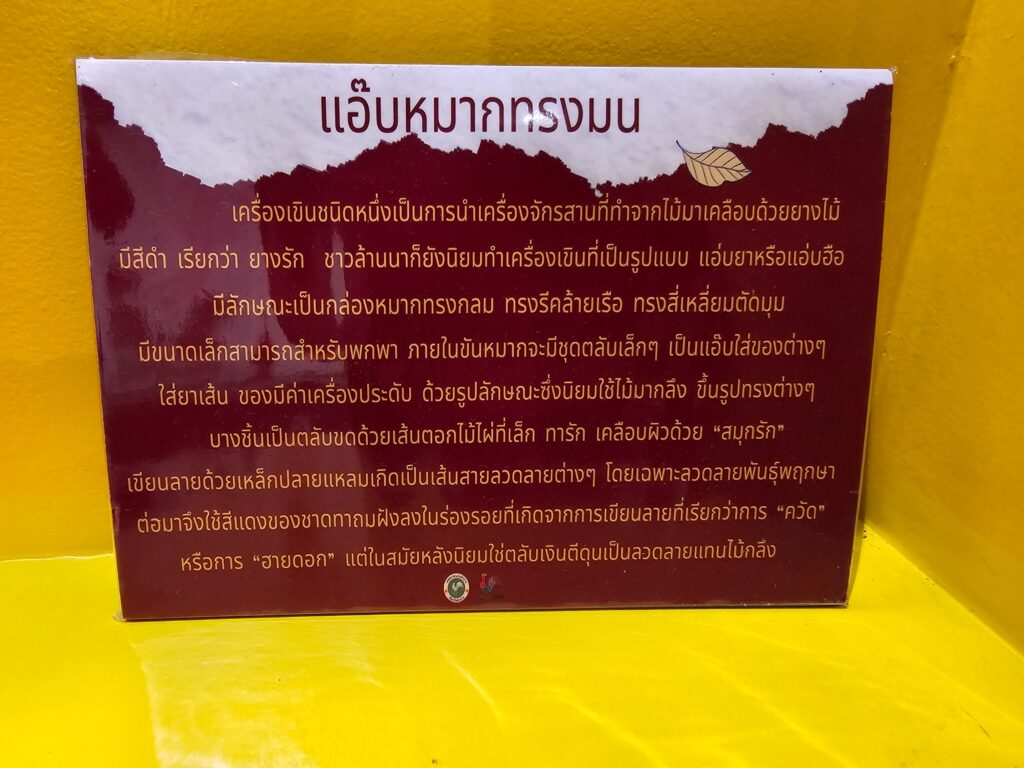 แอ๊บหมากทรงมน
เครื่องเขินชนิดหนึ่งเป็นการนำเครื่องจักรสานที่ทำจากไม้มาเคลือบด้วยยางไม้
มีสีดำ เรียกว่า ยางรัก ชาวล้านนาก็ยังนิยมทำเครื่องเขินที่เป็นรูปแบบ แอ่บยาหรือแอ่บฮือ
มีลักษณะเป็นกล่องหมากทรงกลม ทรงรีคล้ายเรือ ทรงสี่เหลี่ยมตัดมุม
มีขนาดเล็กสามารถสำหรับพกพา ภายในขันหมากจะมีชุดตลับเล็กๆ เป็นแอ๊บใส่ของต่างๆ
ใส่ยาเส้น ของมีค่าเครื่องประดับ ด้วยรูปลักษณะซึ่งนิยมใช้ไม้มากลึง ขึ้นรูปทรงต่างๆ
บางชิ้นเป็นตลับขดด้วยเส้นตอกไม้ไผ่ที่เล็ก ทารัก เคลือบผิวด้วย “สมุกรัก”
เขียนลายด้วยเหล็กปลายแหลมเกิดเป็นเส้นสายลวดลายต่างๆ โดยเฉพาะลวดลายพันธุ์พฤกษา
ต่อมาจึงใช้สีแดงของชาดทาถมฝังลงในร่องรอยที่เกิดจากการเขียนลายที่เรียกว่าการ “ควัด”
หรือการ “ฮายดอก” แต่ในสมัยหลังนิยมใช่ตลับเงินตีดุนเป็นลวดลายแทนไม้กลึง